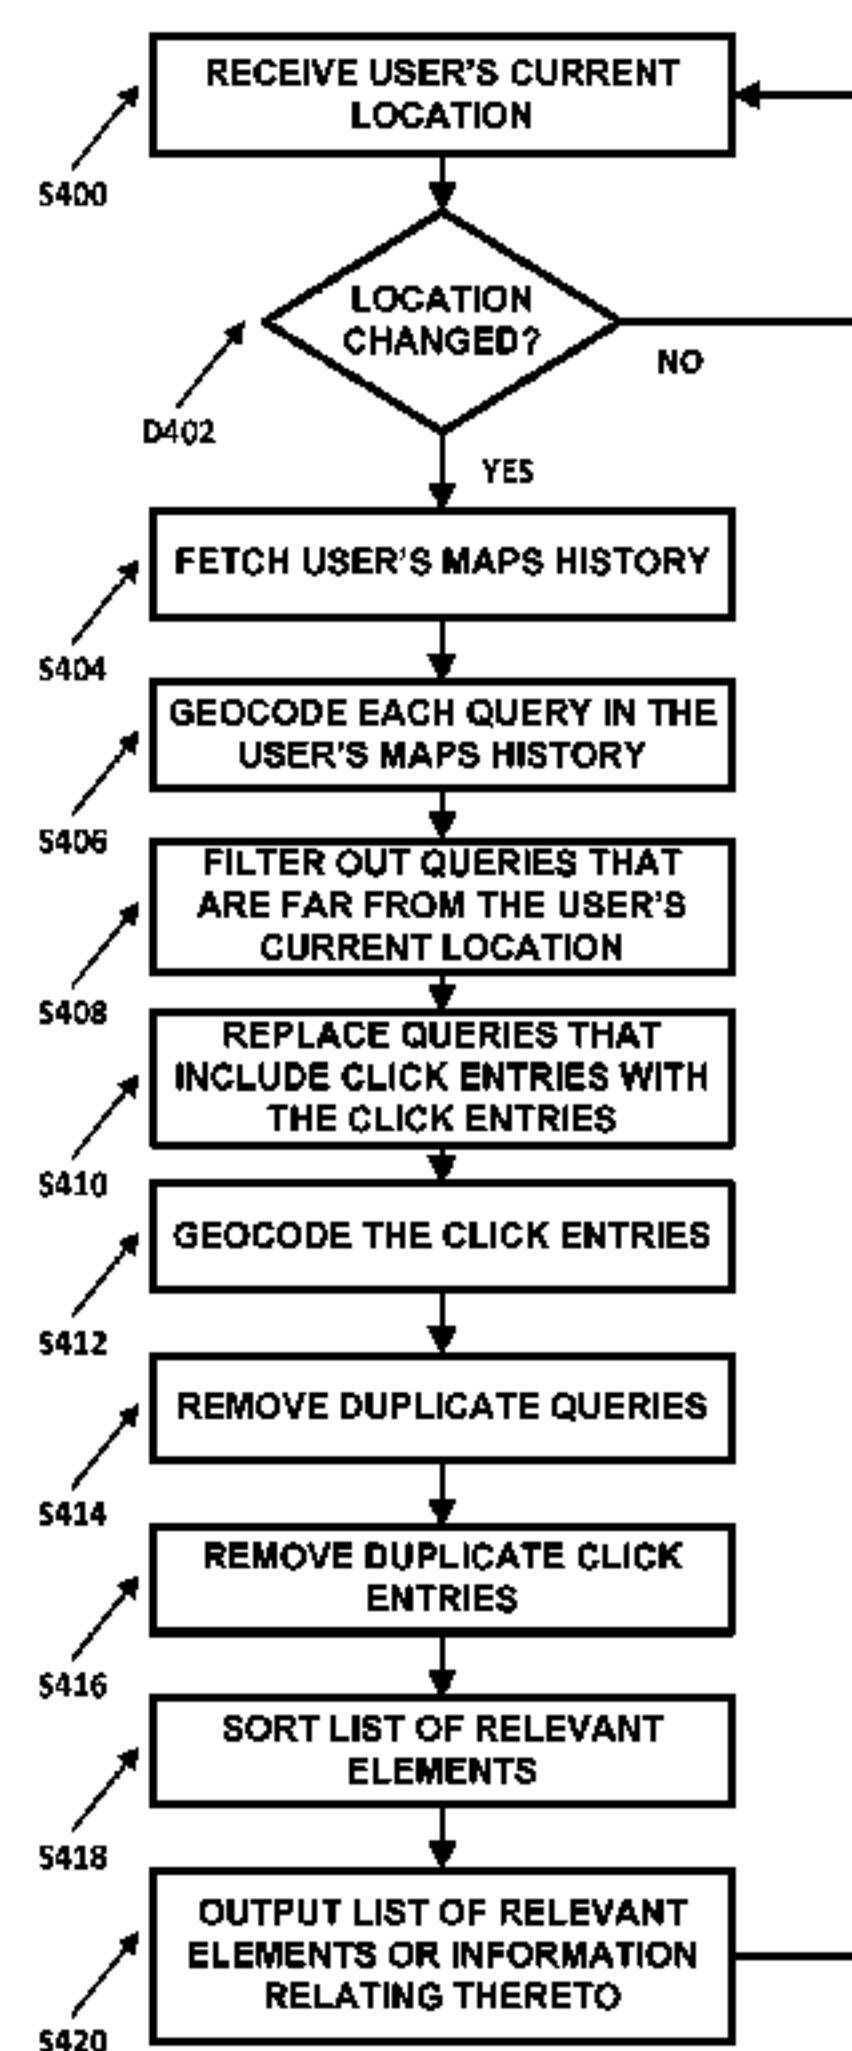 RECEIVE USER'S CURRENT
LOCATION
S400
LOCATION
CHANGED?
NO
D402
YES
FETCH USER'S MAPS HISTORY
S404
GEOCODE EACH QUERY IN THE
USER'S MAPS HISTORY
S406
FILTER OUT QUERIES THAT
ARE FAR FROM THE USER'S
CURRENT LOCATION
S408
REPLACE QUERIES THAT
INCLUDE CLICK ENTRIES WITH
THE CLICK ENTRIES
S410
GEOCODE THE CLICK ENTRIES
S412
REMOVE DUPLICATE QUERIES
S414
REMOVE DUPLICATE CLICK
ENTRIES
S416
SORT LIST OF RELEVANT
ELEMENTS
S418
OUTPUT LIST OF RELEVANT
ELEMENTS OR INFORMATION
RELATING THERETO
S420